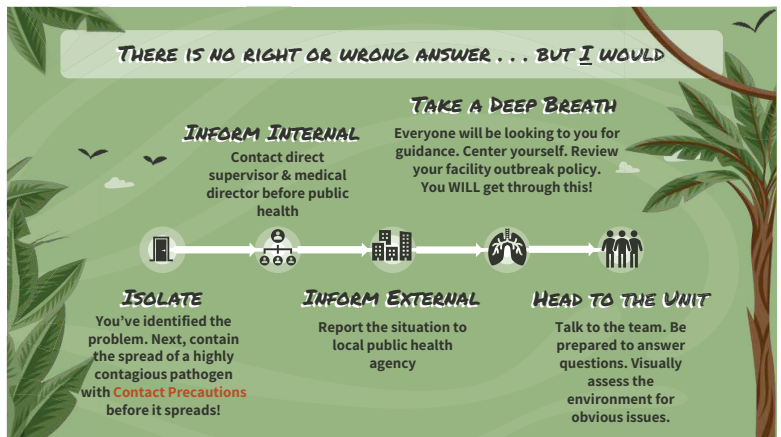 There is no right or wrong answer . . . but I would
Isolate
You've identified the
problem. Next, contain
the spread of a highly
contagious pathogen
with Contact Precautions
before it spreads!
Inform Internal
Contact direct
supervisor & medical
director before public
health
Inform External
Report the situation to
local public health
agency
Take a Deep Breath
Everyone will be looking to you for
guidance. Center yourself. Review
your facility outbreak policy.
You WILL get through this!
Head to the Unit
Talk to the team. Be
prepared to answer
questions. Visually
assess the
environment for
obvious issues.